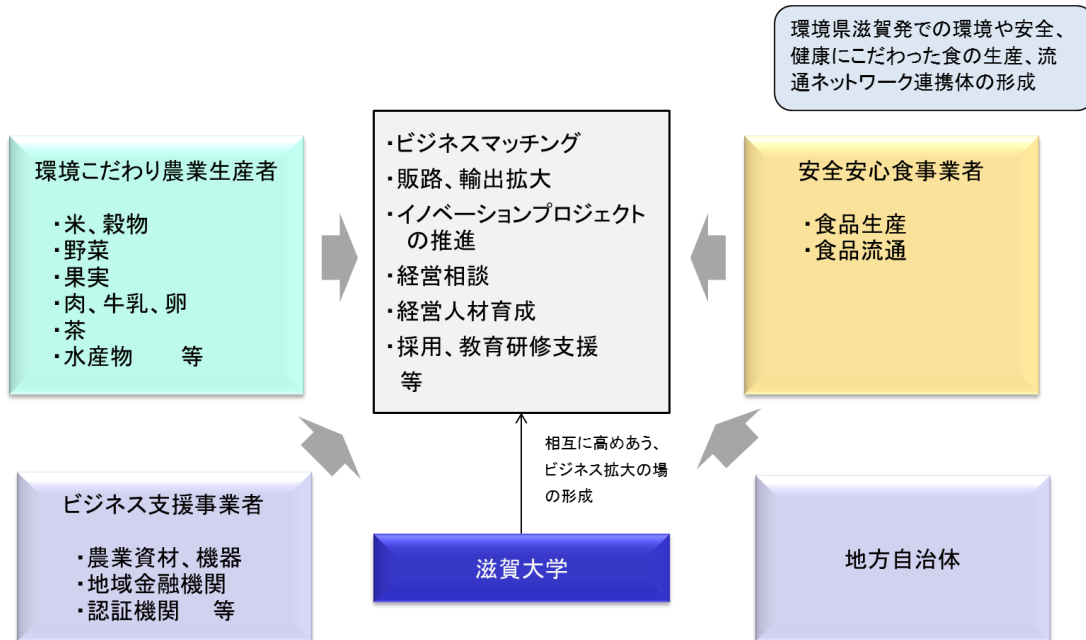 環境県滋賀発での環境や安全、
健康にこだわった食の生産、流
通ネットワーク連携体の形成
環境こだわり農業生産者
・米、穀物
・野菜
・果実
・肉、牛乳、卵
・茶
・水産物　　等
・ビジネスマッチング
・販路、輸出拡大
・イノベーションプロジェクト
の推進
・経営相談
・経営人材育成
・採用、教育研修支援
等
安全安心食事業者
・食品生産
・食品流通
相互に高めあう、
ビジネス拡大の場
の形成
ビジネス支援事業者
・農業資材、機器
・地域金融機関
・認証機関　等
滋賀大学
地方自治体